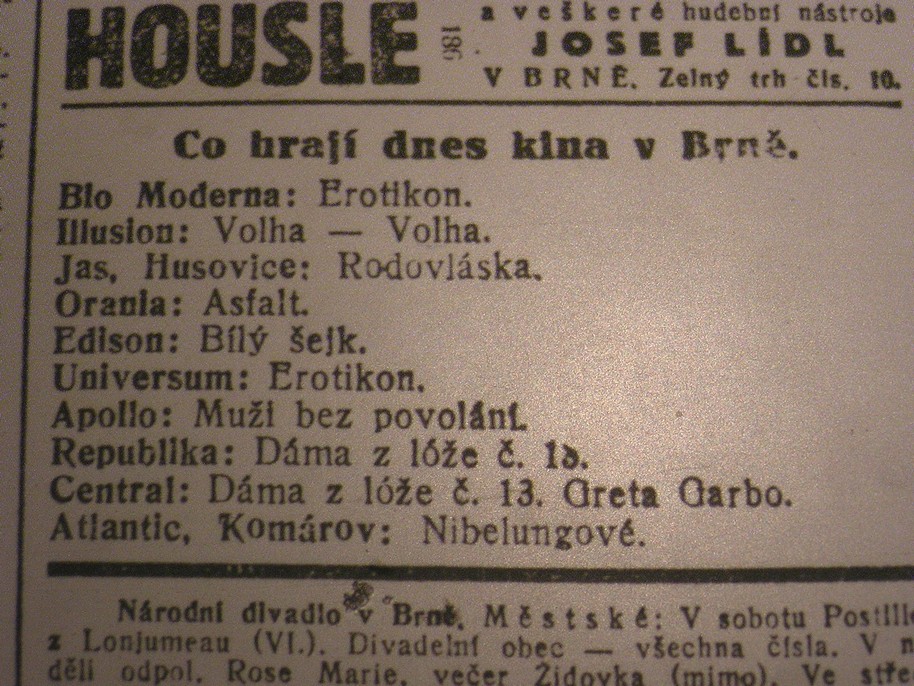 HOUSLE
186
a veškeré hudební nástroje
JOSEF LÍDL
V BRNĚ, Zelný trh čís. 10.
Co hrají dnes kina v Brně.
Bio Moderna: Erotikon.
Illusion: Volha — Volha.
Jas, Husovice: Rodovláska.
Orania: Asfalt.
Edison: Bílý šejk.
Universum: Erotikon.
Apollo: Muži bez povolání.
Republika: Dáma z lóže č. 13.
Central: Dáma z lóže č. 13. Greta Garbo.
Atlantic, Komárov: Nibelungové.
Národní divadlo v Brně. Městské: V sobotu Postillo
z Lonjumeau (VI.). Divadelní obec — všechna čísla. V n
děli odpol. Rose Marie, večer Židovka (mimo). Ve stře